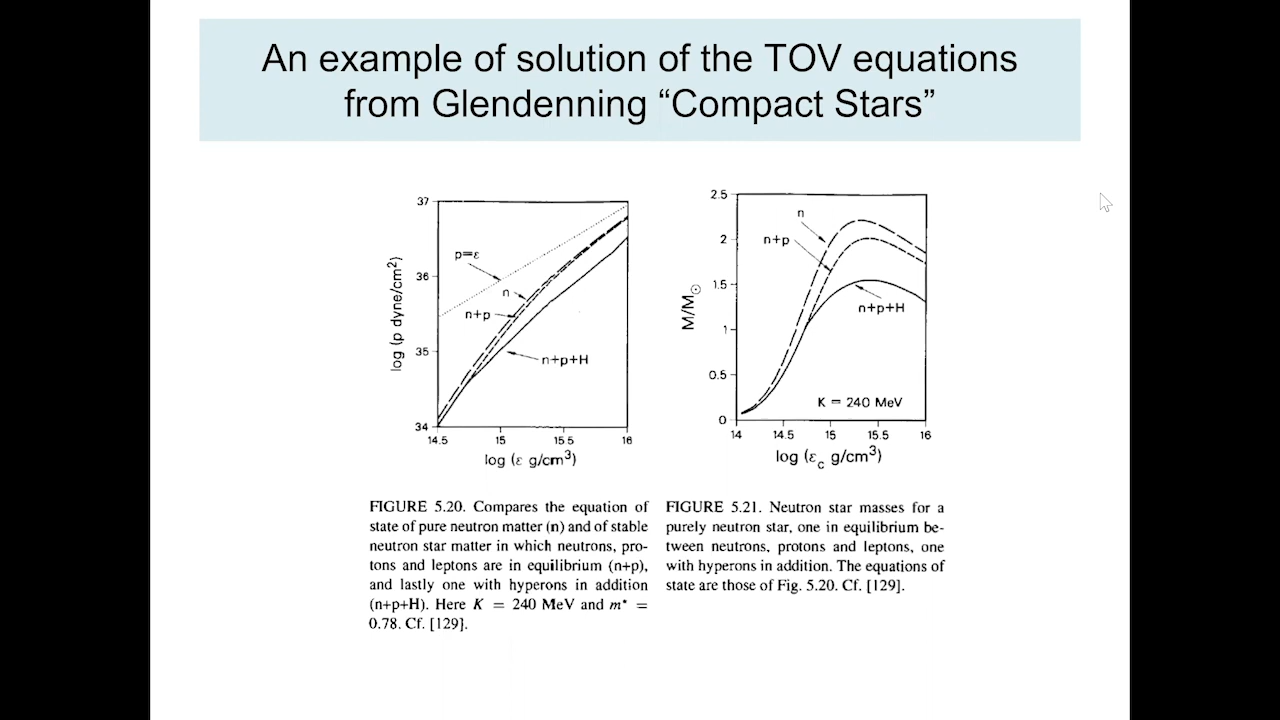 An example of solution of the TOV equations
from Glendenning “Compact Stars”
37
36
35
34
log (p dyne/cm²)
p=ε
n
n+p
n+p+H
14.5 15 15.5 16
log (ε g/cm³)
2.5
2
1.5
1
0.5
0
M/M☉
n
n+p
n+p+H
K = 240 MeV
14 14.5 15 15.5 16
log (ε_c g/cm³)
FIGURE 5.20. Compares the equation of
state of pure neutron matter (n) and of stable
neutron star matter in which neutrons, pro-
tons and leptons are in equilibrium (n+p),
and lastly one with hyperons in addition
(n+p+H). Here K = 240 MeV and m* =
0.78. Cf. [129].
FIGURE 5.21. Neutron star masses for a
purely neutron star, one in equilibrium be-
tween neutrons, protons and leptons, one
with hyperons in addition. The equations of
state are those of Fig. 5.20. Cf. [129].